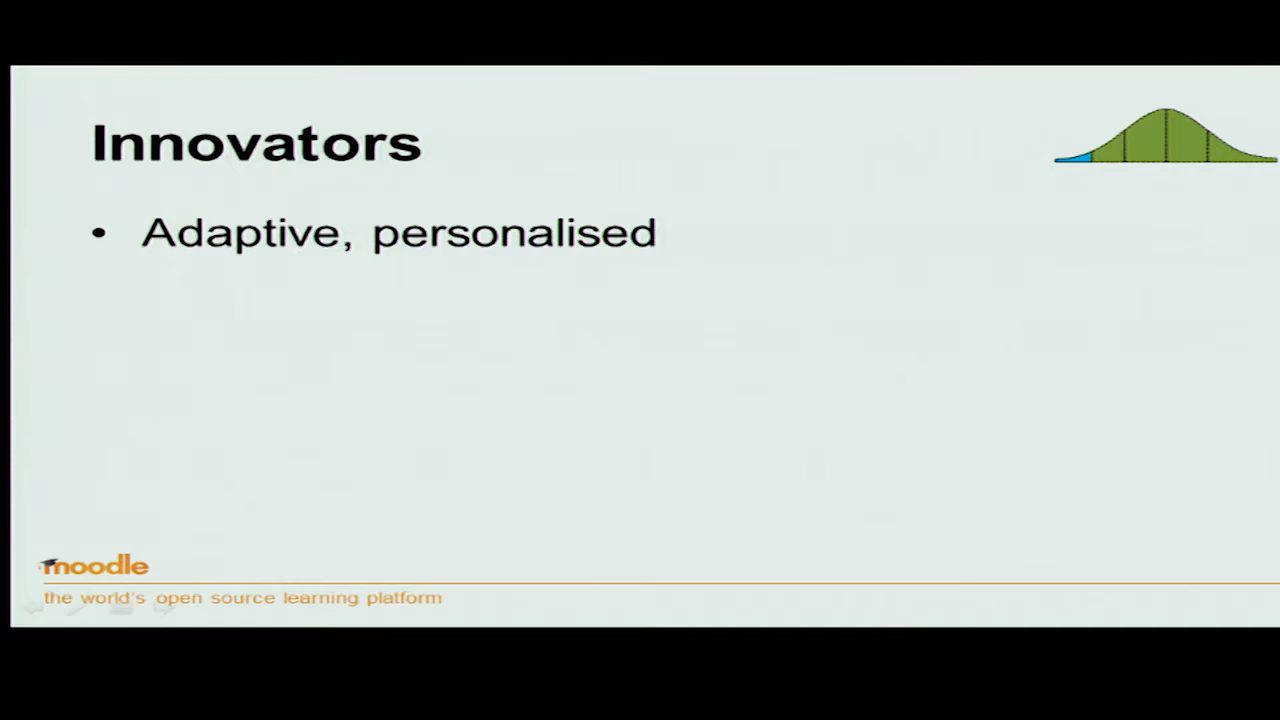 Innovators
• Adaptive, personalised
moodle
the world's open source learning platform